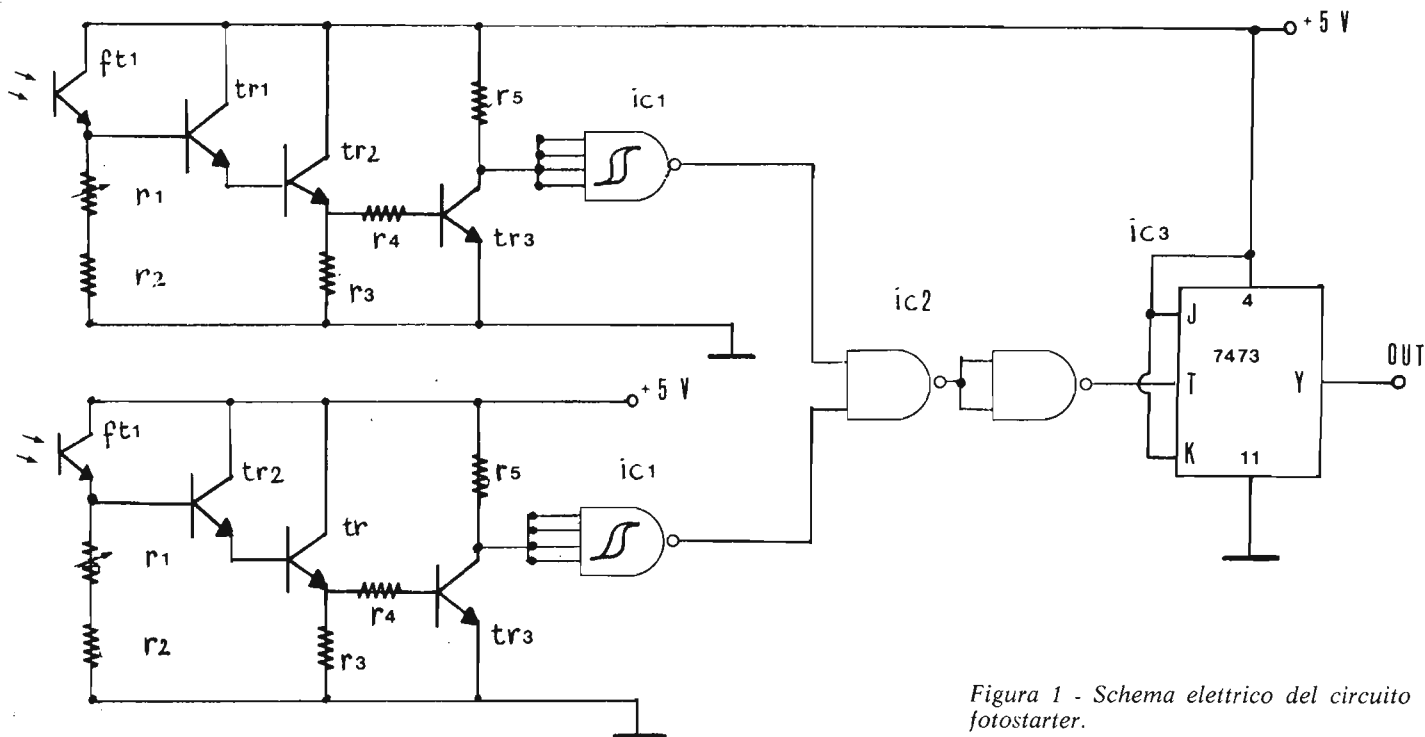 +5 V
ft1
tr1
r5
ic1
tr2
r1
r4
tr3
ic3
r2
r3
4
ic2
J
7473
OUT
T
Y
+5 V
K
11
ft1
tr2
r5
ic1
tr
r1
r4
r2
r3
tr3
Figura 1 - Schema elettrico del circuito
fotostarter.